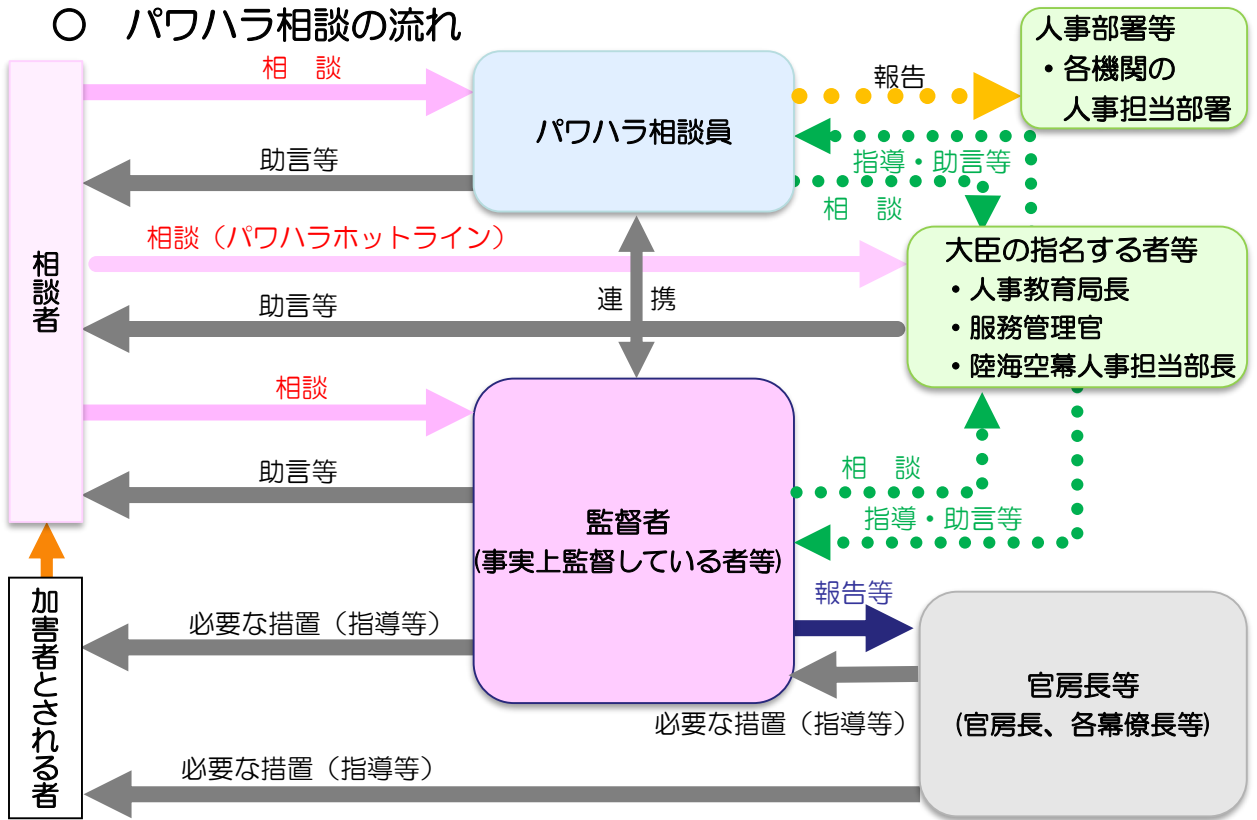 ○ パワハラ相談の流れ
人事部署等
・各機関の
人事担当部署
相　談
報告
パワハラ相談員
助言等
指導・助言等
相　談
相談（パワハラホットライン）
大臣の指名する者等
・人事教育局長
・服務管理官
・陸海空幕人事担当部長
相談者
連　携
助言等
相談
助言等
相　談
指導・助言等
監督者
(事実上監督している者等)
加害者とされる者
報告等
必要な措置（指導等）
官房長等
(官房長、各幕僚長等)
必要な措置（指導等）
必要な措置（指導等）